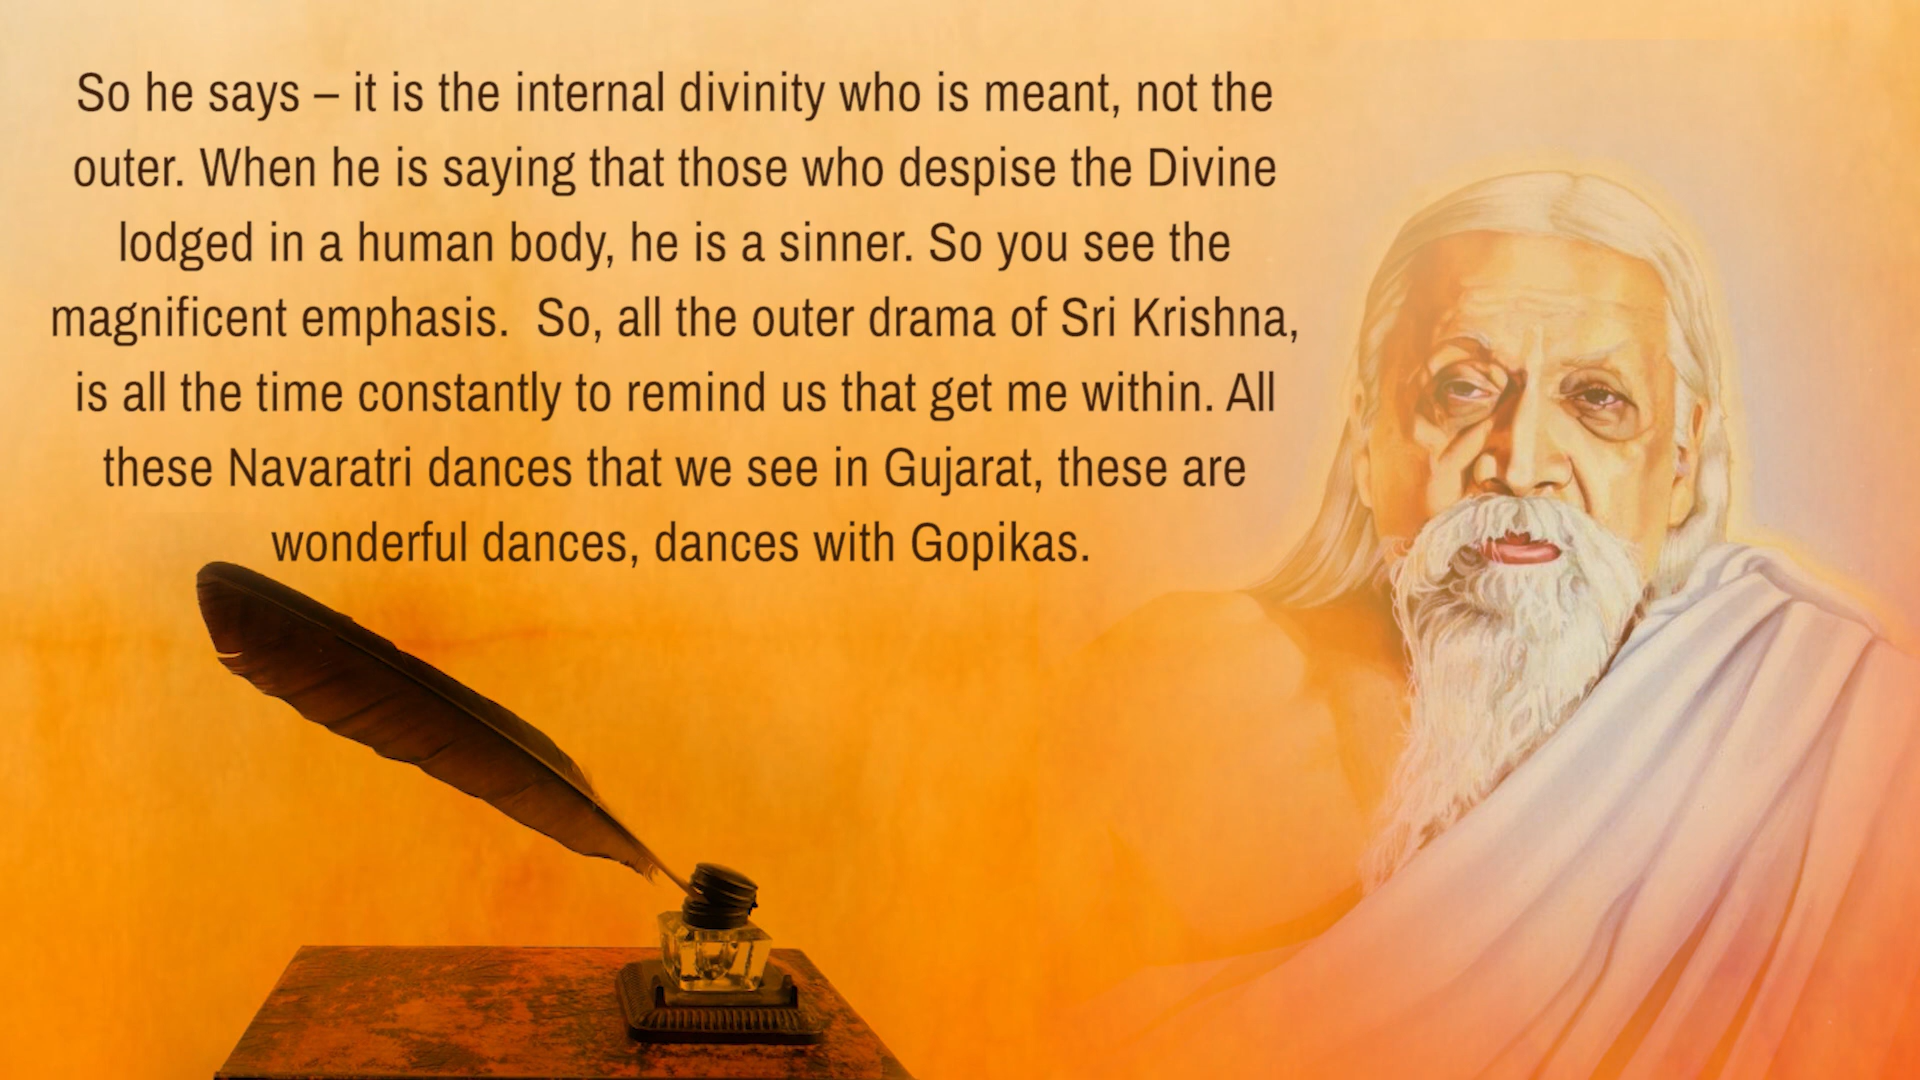 So he says – it is the internal divinity who is meant, not the
outer. When he is saying that those who despise the Divine
lodged in a human body, he is a sinner. So you see the
magnificent emphasis.  So, all the outer drama of Sri Krishna,
is all the time constantly to remind us that get me within. All
these Navaratri dances that we see in Gujarat, these are
wonderful dances, dances with Gopikas.